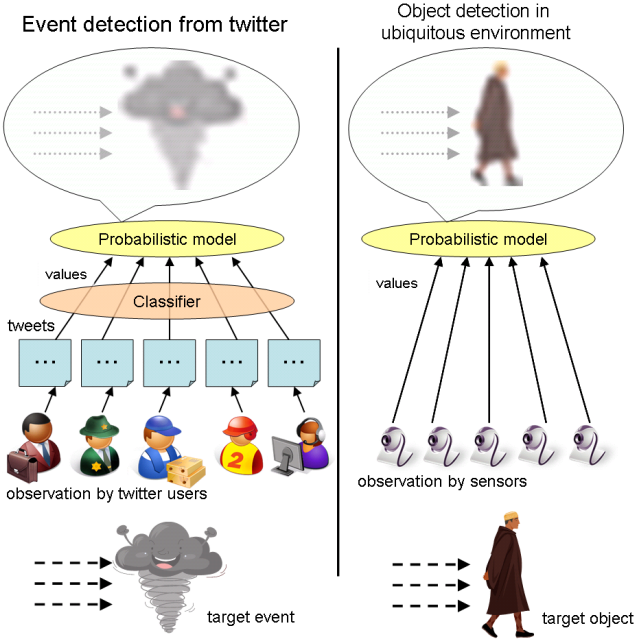 Event detection from twitter
Probabilistic model
values
Classifier
tweets
... ... ... ... ...
2
observation by twitter users
target event
Object detection in
ubiquitous environment
Probabilistic model
values
observation by sensors
target object